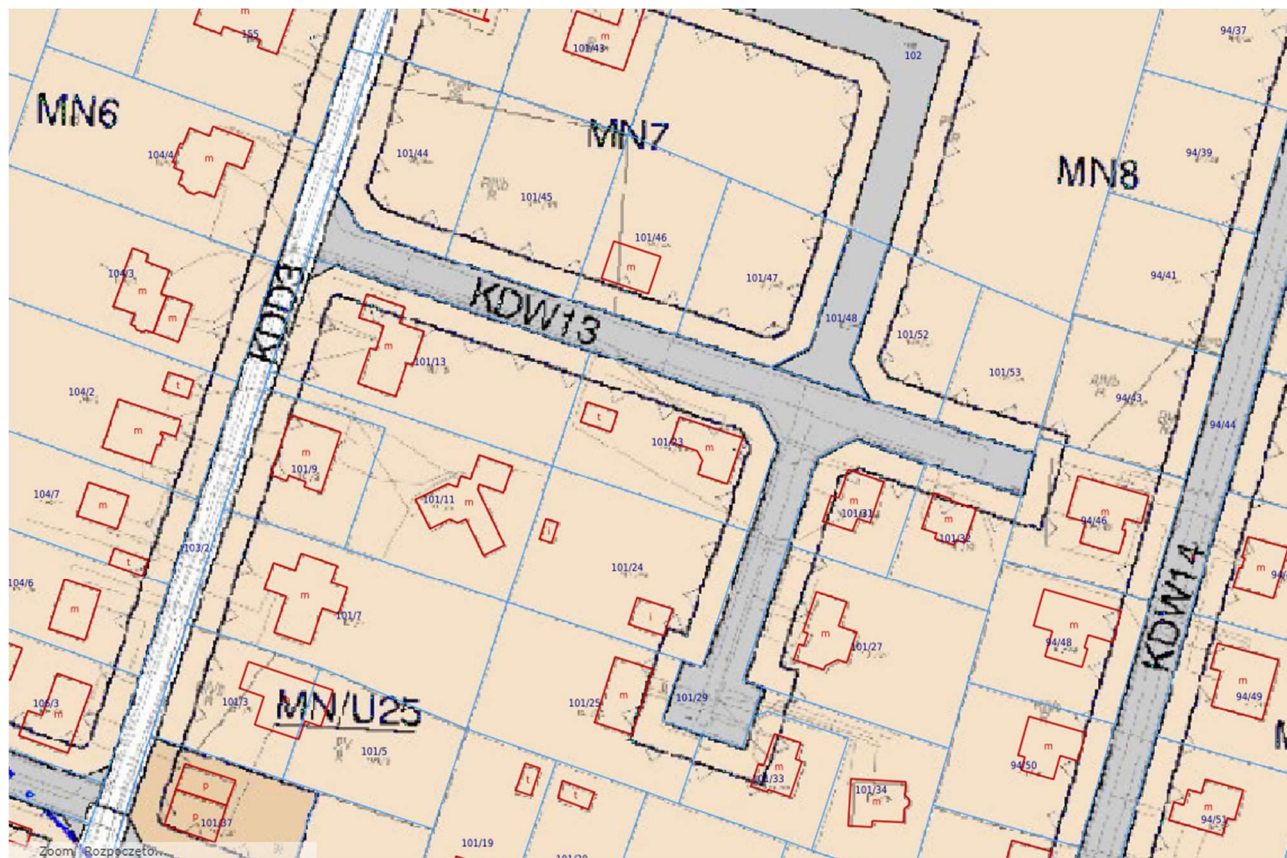 155
m
m
101/43
102
94/37
MN6
MN7
MN8
104/4
m
101/44
101/45
94/39
101/46
m
101/47
94/41
104/3
m
m
KDD3
KDW13
101/48
101/52
m
101/13
101/53
94/43
94/44
104/2
t
m
t
101/23
m
101/9
m
101/11
m
104/7
m
t
101/31
m
101/32
m
94/46
m
103/2
101/24
104/6
m
101/7
m
i
101/27
m
94/48
m
KDW14
m
106/3
m
101/3
MN/U25
101/5
101/25
m
101/29
94/49
m
94/50
m
101/33
m
101/34
m
94/51
m
p
p
101/37
t
t
101/19
Zoom: Rozpoczęto...